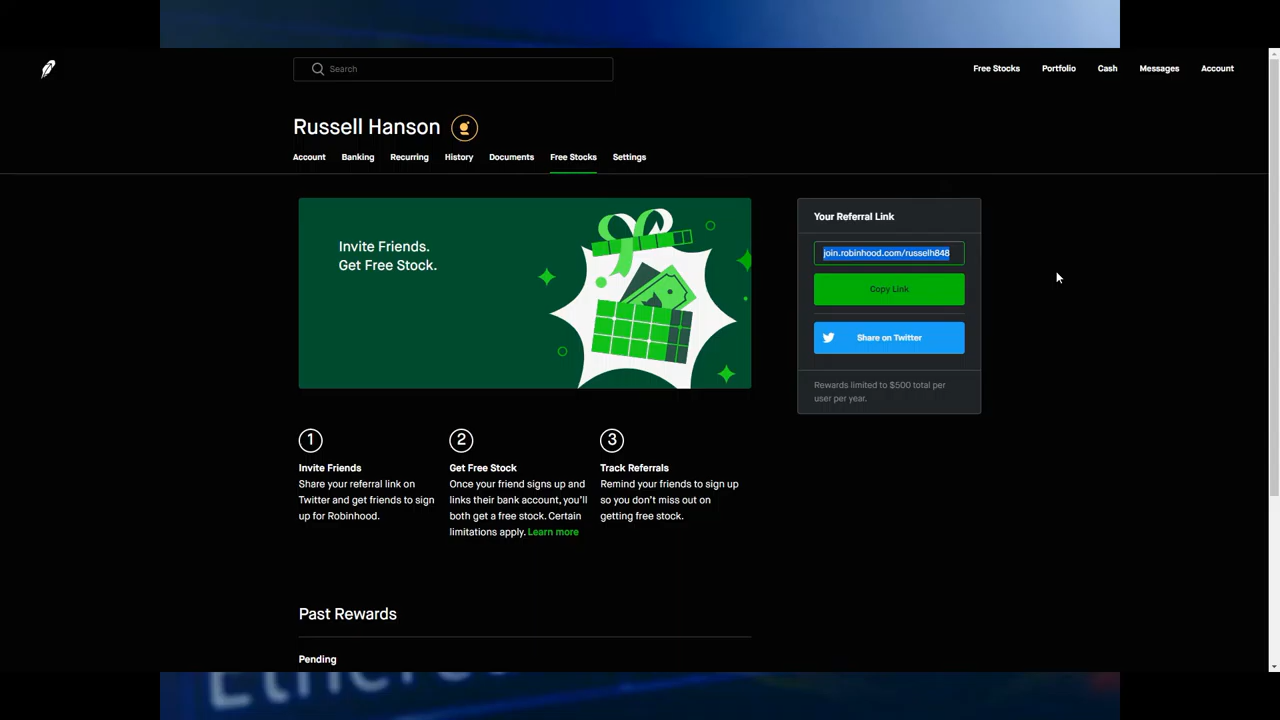 Search
Free Stocks
Portfolio
Cash
Messages
Account
Russell Hanson
Account
Banking
Recurring
History
Documents
Free Stocks
Settings
Invite Friends.
Get Free Stock.
Your Referral Link
join.robinhood.com/russelh848
Copy Link
Share on Twitter
Rewards limited to $500 total per
user per year.
1
Invite Friends
Share your referral link on
Twitter and get friends to sign
up for Robinhood.
2
Get Free Stock
Once your friend signs up and
links their bank account, you'll
both get a free stock. Certain
limitations apply. Learn more
3
Track Referrals
Remind your friends to sign up
so you don't miss out on
getting free stock.
Past Rewards
Pending